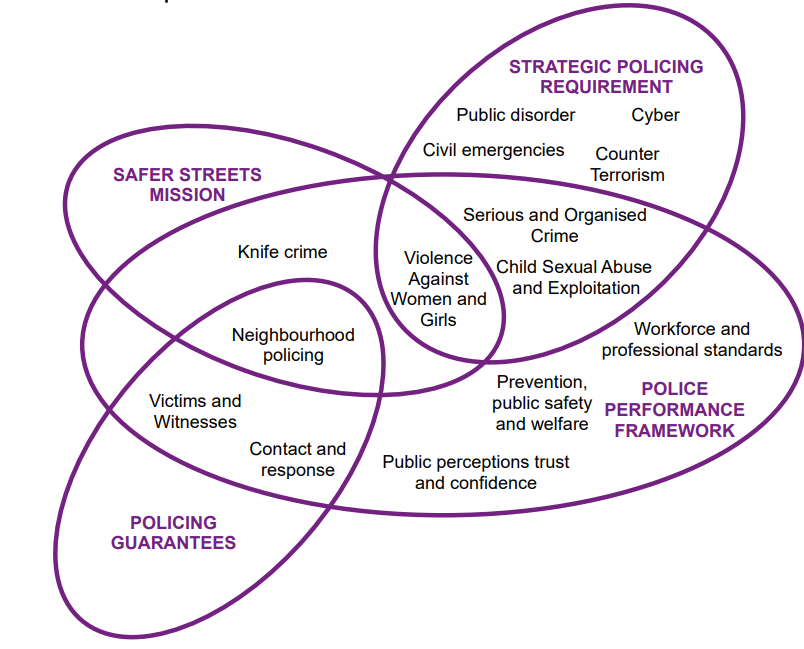 STRATEGIC POLICING
REQUIREMENT
Public disorder
Cyber
Civil emergencies
Counter
Terrorism
SAFER STREETS
MISSION
Serious and Organised
Crime
Knife crime
Violence
Against
Women and
Girls
Child Sexual Abuse
and Exploitation
Neighbourhood
policing
Workforce and
professional standards
Prevention,
public safety
and welfare
POLICE
PERFORMANCE
FRAMEWORK
Victims and
Witnesses
Contact and
response
Public perceptions trust
and confidence
POLICING
GUARANTEES